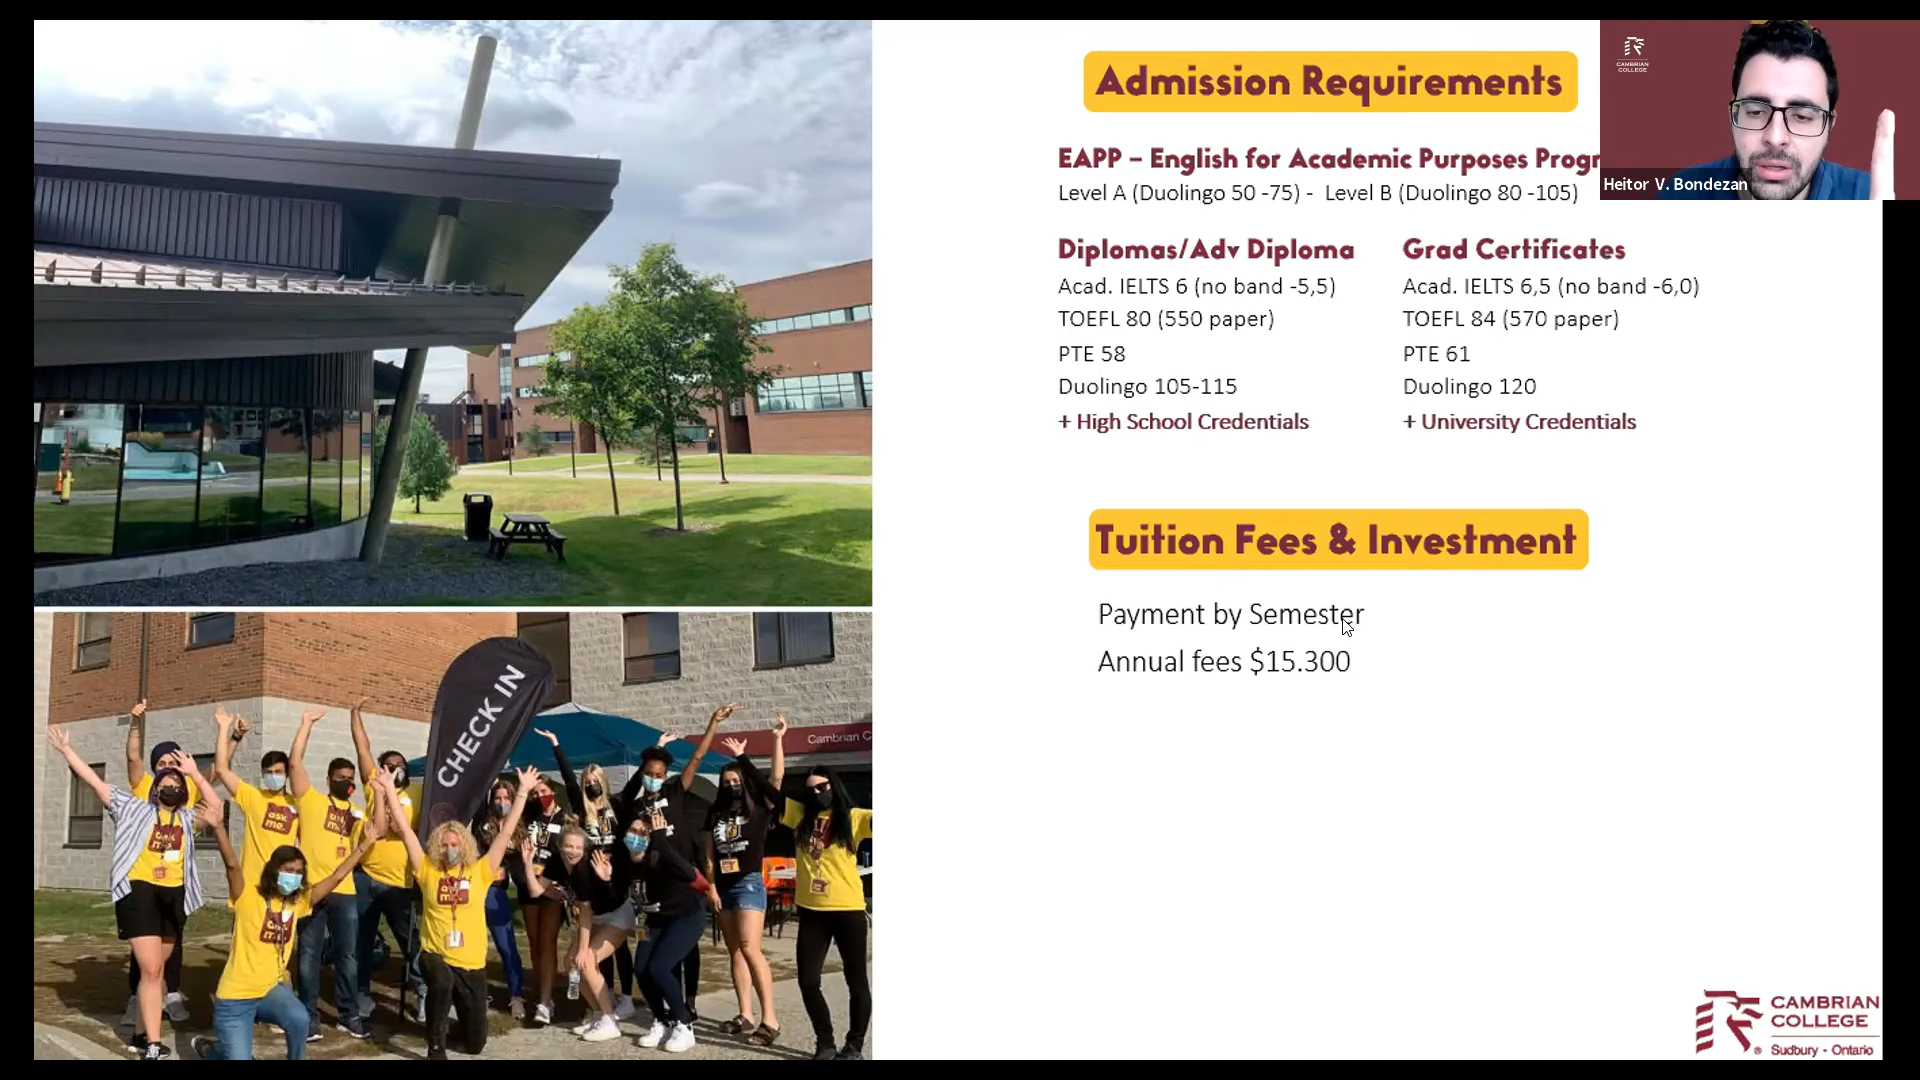 Admission Requirements
CAMBRIAN
COLLEGE
EAPP – English for Academic Purposes Progr
Heitor V. Bondezan
Level A (Duolingo 50 -75) - Level B (Duolingo 80 -105)
Diplomas/Adv Diploma
Acad. IELTS 6 (no band -5,5)
TOEFL 80 (550 paper)
PTE 58
Duolingo 105-115
+ High School Credentials
Grad Certificates
Acad. IELTS 6,5 (no band -6,0)
TOEFL 84 (570 paper)
PTE 61
Duolingo 120
+ University Credentials
Tuition Fees & Investment
Payment by Semester
Annual fees $15.300
CHECK IN
Cambrian C
ask
me.
CAMBRIAN
COLLEGE
® Sudbury • Ontario